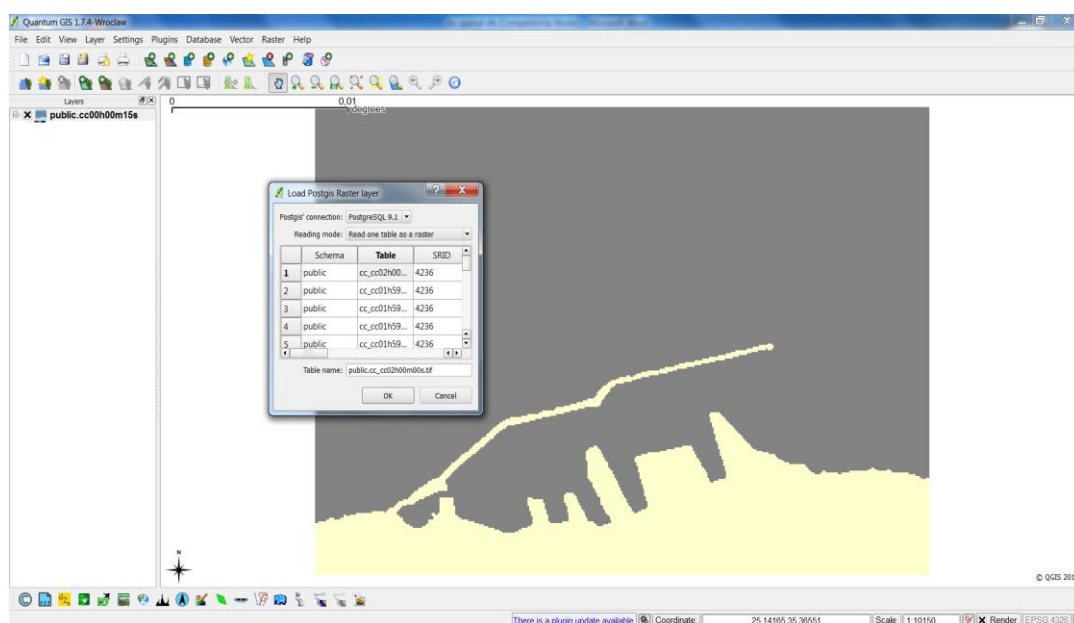 Quantum GIS 1.7.4-Wroclaw
File Edit View Layer Settings Plugins Database Vector Raster Help
Layers
public.cc00h00m15s
0 0,01
degrees
Load Postgis Raster layer
Postgis' connection: PostgreSQL 9.1
Reading mode: Read one table as a raster
Schema Table SRID
1 public cc_cc02h00... 4236
2 public cc_cc01h59... 4236
3 public cc_cc01h59... 4236
4 public cc_cc01h59... 4236
5 public cc_cc01h59... 4236
Table name: public.cc_cc02h00m00s.tif
OK Cancel
N
© QGIS 201
There is a plugin update available Coordinate: 25.14165,35.36551 Scale 1:10150 Render EPSG:4326